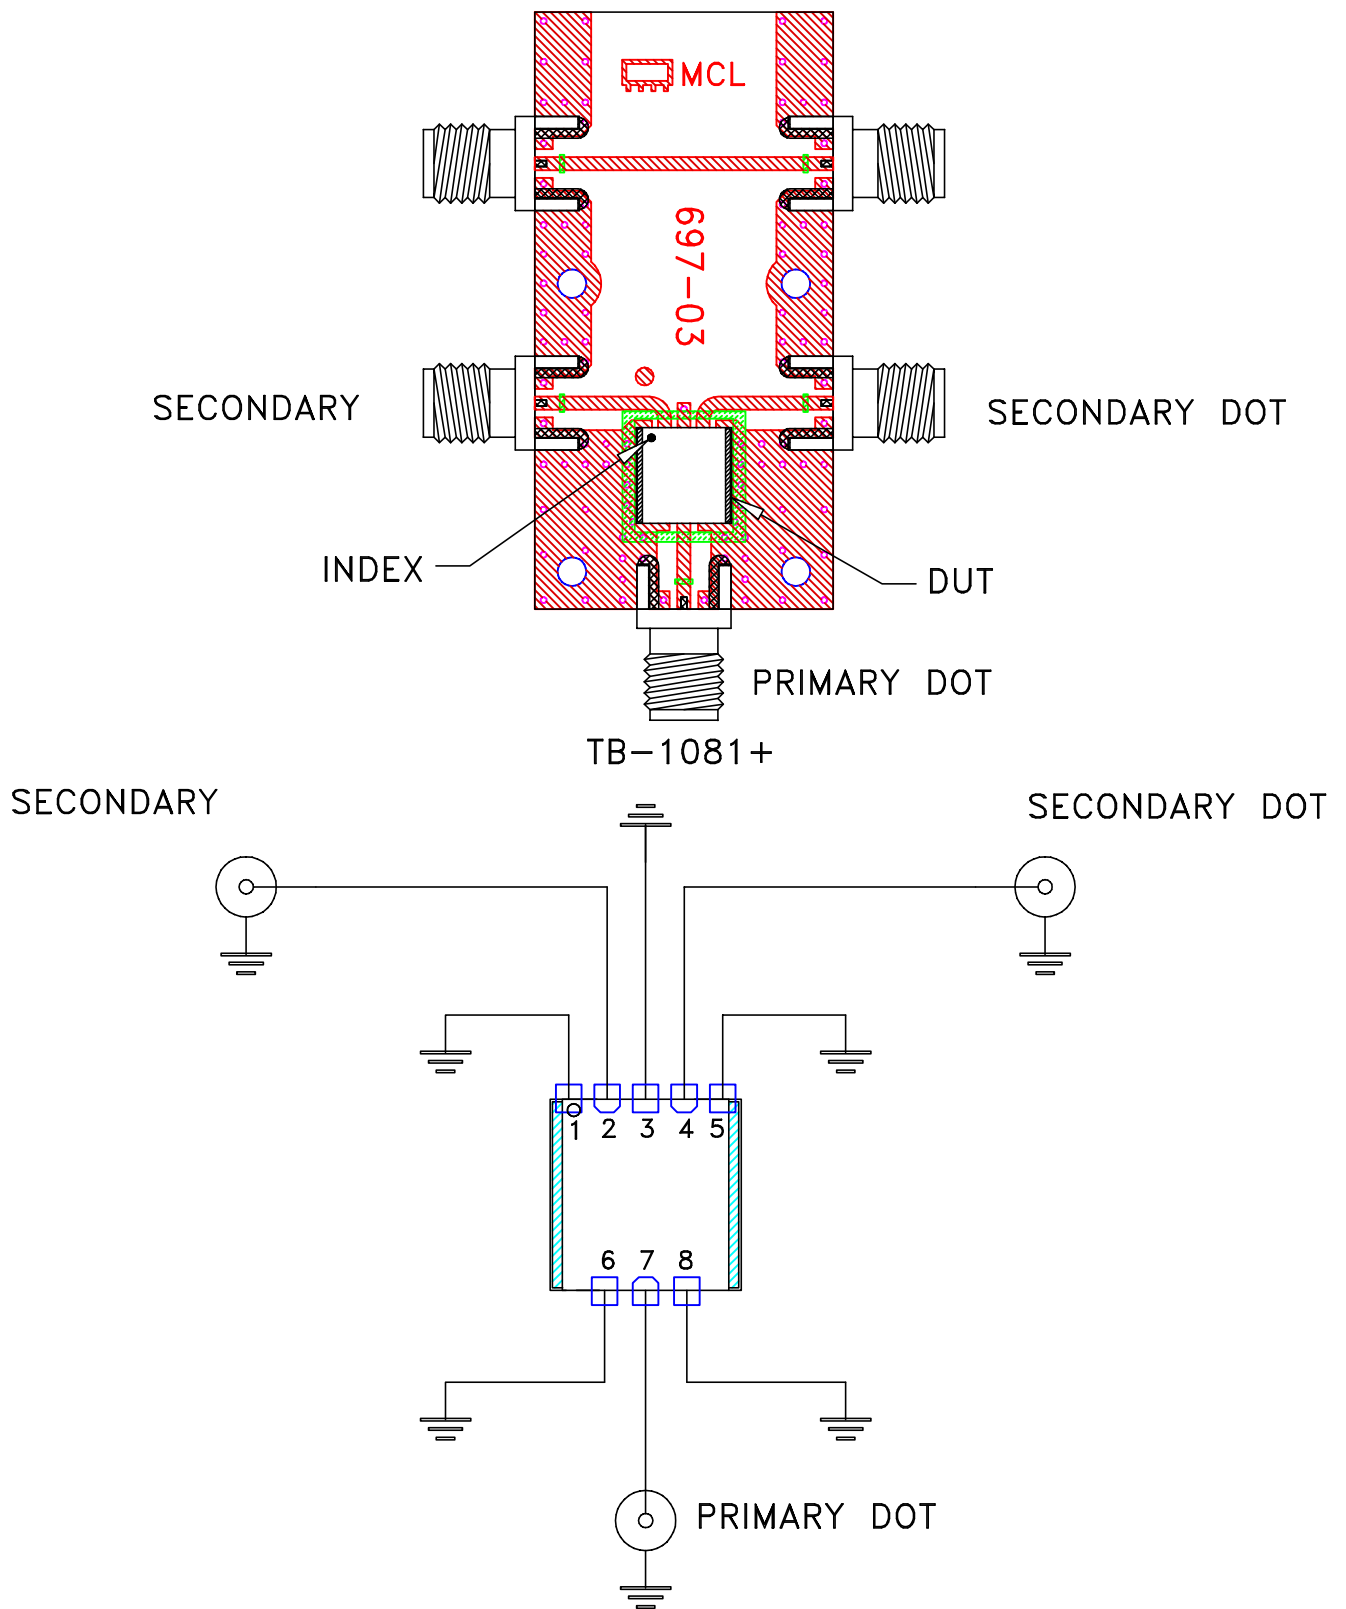 MCL
697-03
SECONDARY
SECONDARY DOT
INDEX
DUT
PRIMARY DOT
TB-1081+
SECONDARY
SECONDARY DOT
1 2 3 4 5
6 7 8
PRIMARY DOT